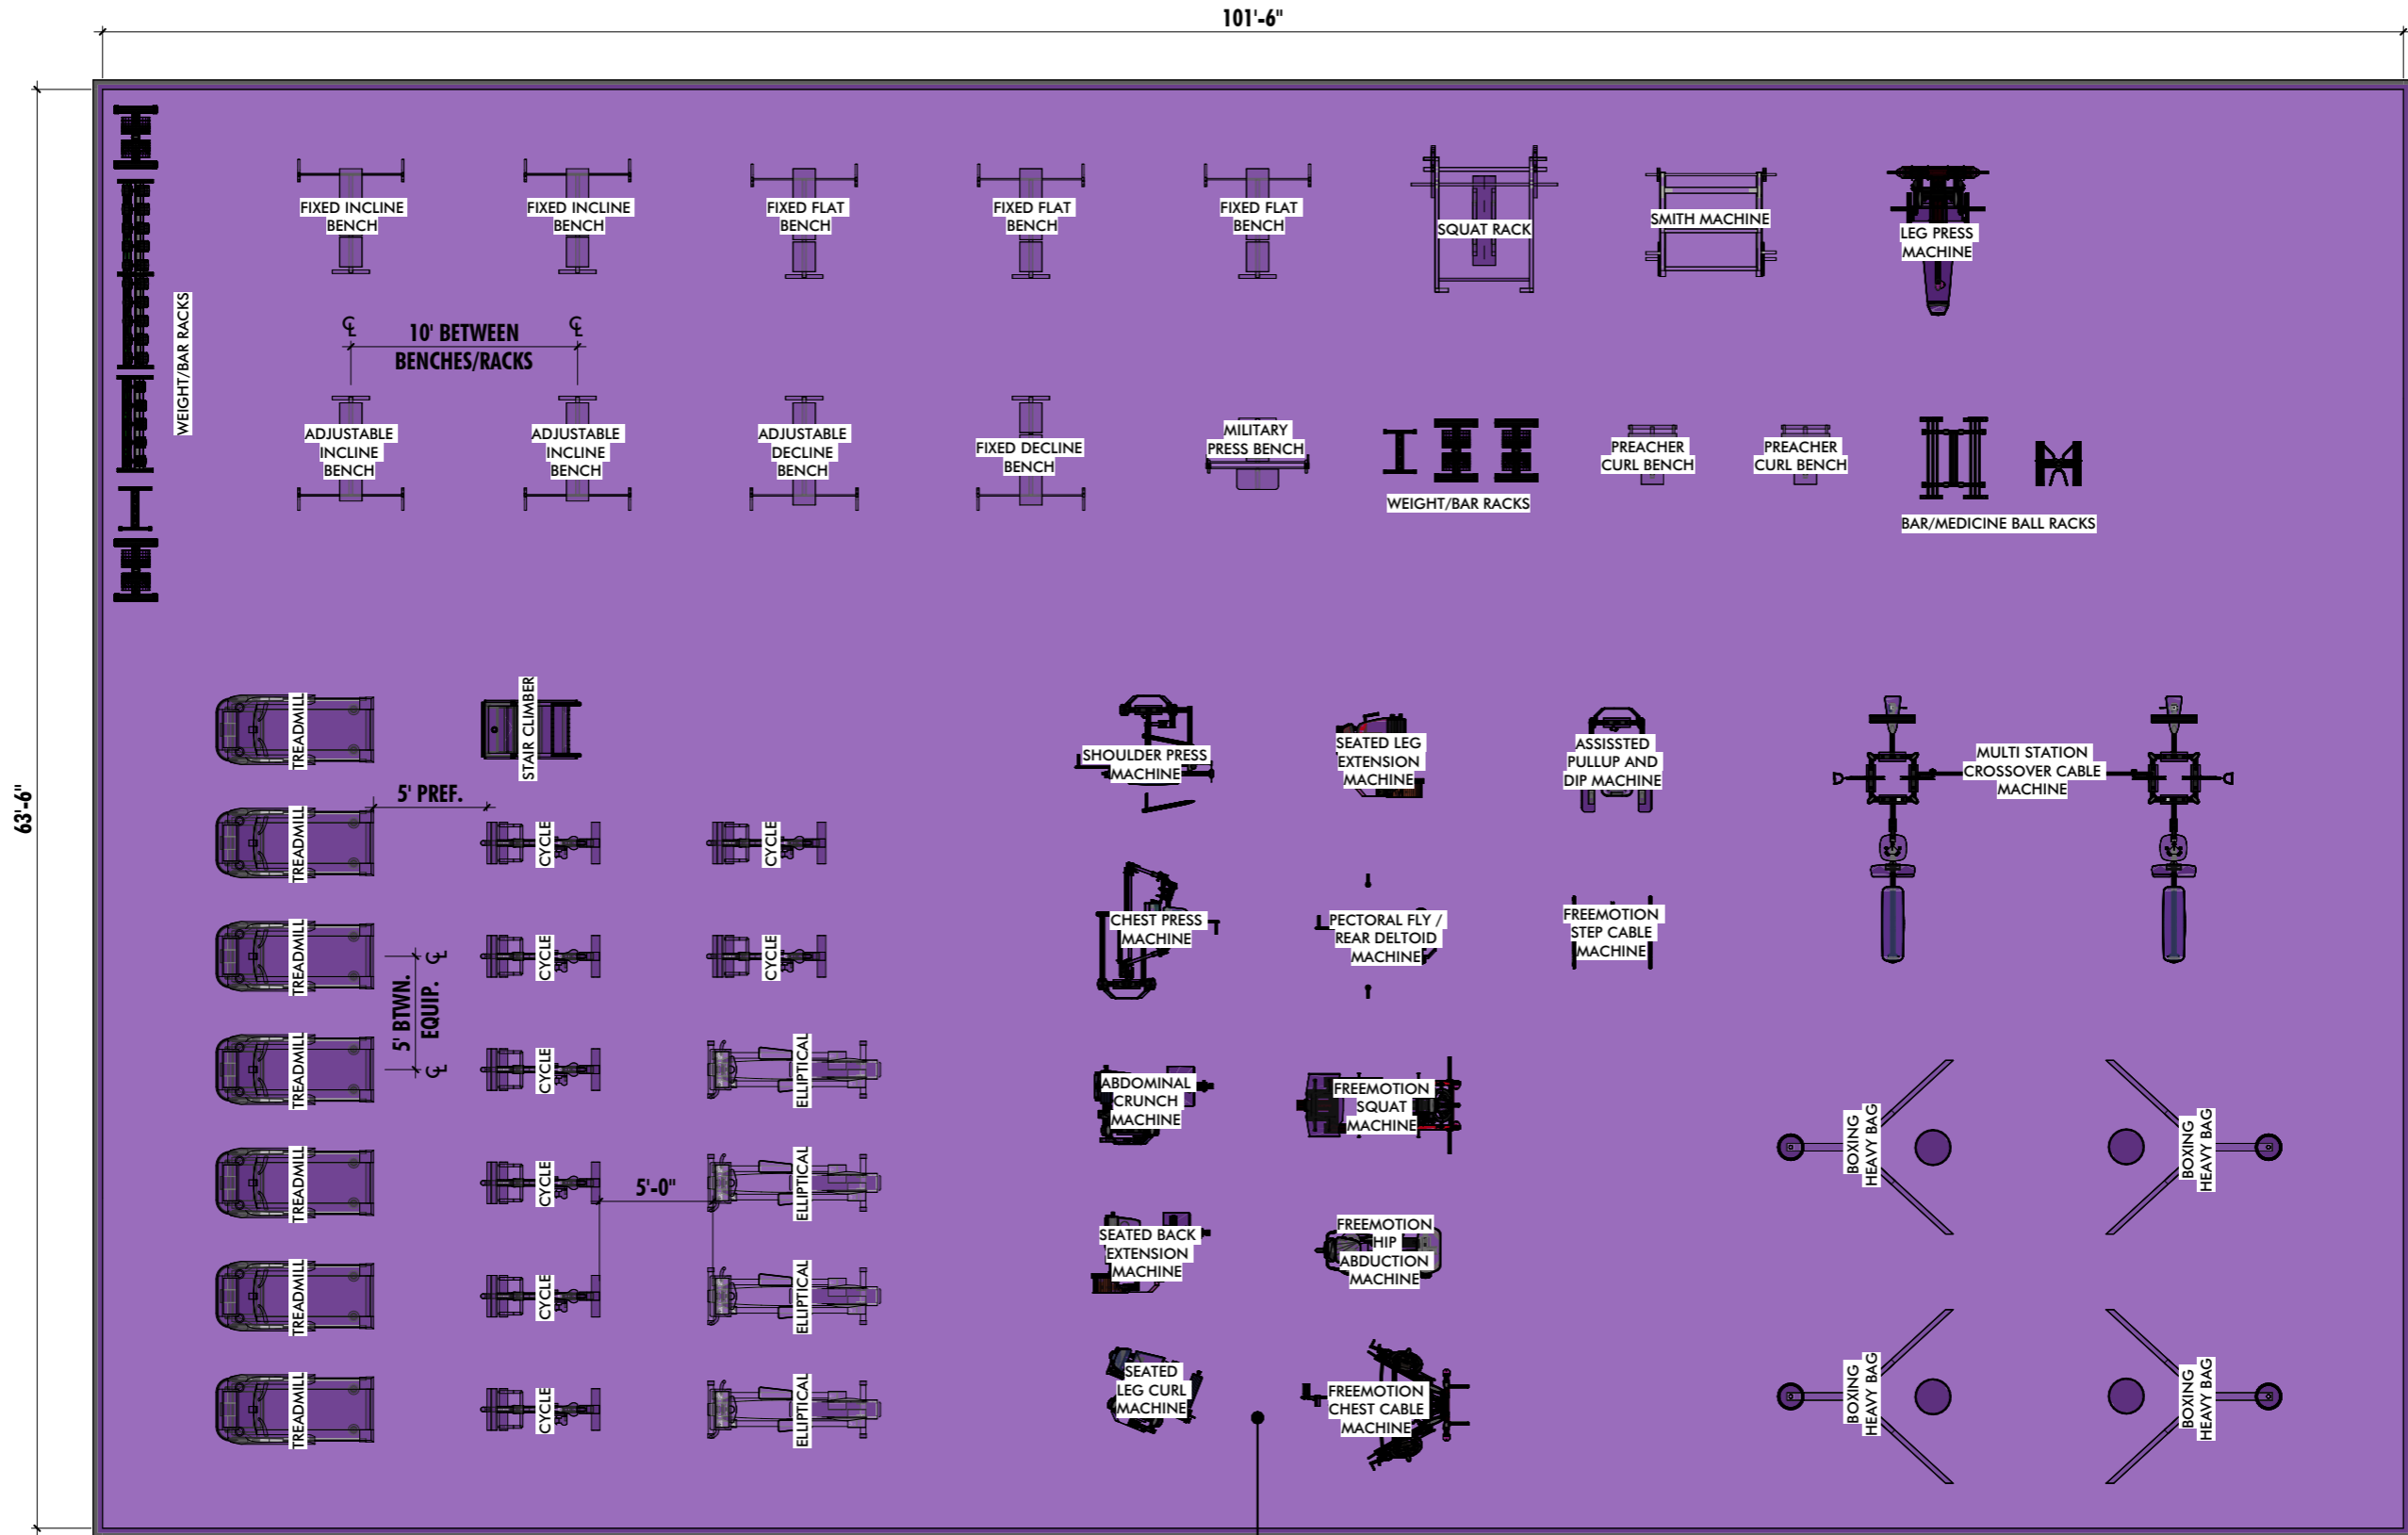 101'-6"
63'-6"
WEIGHT/BAR RACKS
FIXED INCLINE
BENCH
FIXED INCLINE
BENCH
FIXED FLAT
BENCH
FIXED FLAT
BENCH
FIXED FLAT
BENCH
SQUAT RACK
SMITH MACHINE
LEG PRESS
MACHINE
℄
℄
10' BETWEEN
BENCHES/RACKS
ADJUSTABLE
INCLINE
BENCH
ADJUSTABLE
INCLINE
BENCH
ADJUSTABLE
DECLINE
BENCH
FIXED DECLINE
BENCH
MILITARY
PRESS BENCH
WEIGHT/BAR RACKS
PREACHER
CURL BENCH
PREACHER
CURL BENCH
BAR/MEDICINE BALL RACKS
TREADMILL
STAIR CLIMBER
SHOULDER PRESS
MACHINE
SEATED LEG
EXTENSION
MACHINE
ASSISSTED
PULLUP AND
DIP MACHINE
MULTI STATION
CROSSOVER CABLE
MACHINE
5' PREF.
TREADMILL
CYCLE
CYCLE
TREADMILL
CYCLE
CYCLE
CHEST PRESS
MACHINE
PECTORAL FLY /
REAR DELTOID
MACHINE
FREEMOTION
STEP CABLE
MACHINE
℄
5' BTWN.
EQUIP.
℄
TREADMILL
CYCLE
ELLIPTICAL
ABDOMINAL
CRUNCH
MACHINE
FREEMOTION
SQUAT
MACHINE
BOXING
HEAVY BAG
BOXING
HEAVY BAG
TREADMILL
CYCLE
5'-0"
ELLIPTICAL
TREADMILL
CYCLE
ELLIPTICAL
SEATED BACK
EXTENSION
MACHINE
FREEMOTION
HIP
ABDUCTION
MACHINE
TREADMILL
CYCLE
ELLIPTICAL
SEATED
LEG CURL
MACHINE
FREEMOTION
CHEST CABLE
MACHINE
BOXING
HEAVY BAG
BOXING
HEAVY BAG